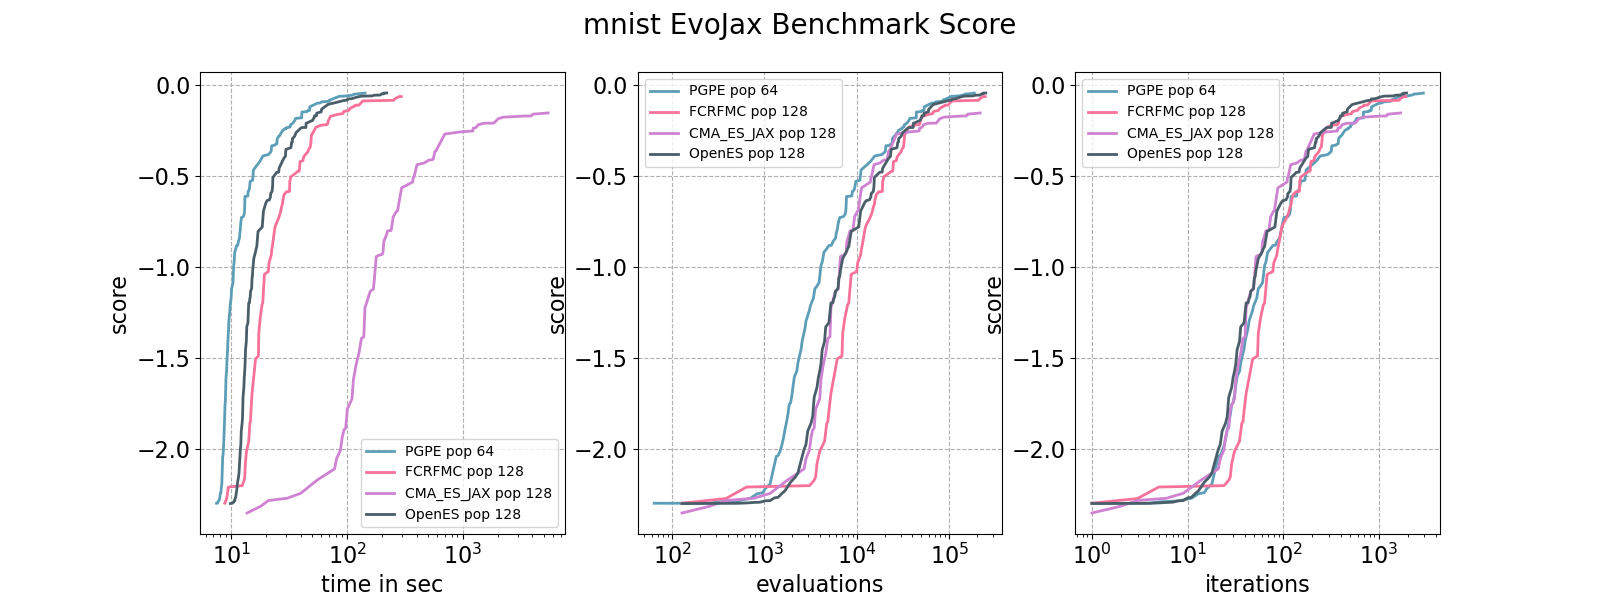 mnist EvoJax Benchmark Score
0.0
−0.5
−1.0
−1.5
−2.0
score
PGPE pop 64
FCRFMC pop 128
CMA_ES_JAX pop 128
OpenES pop 128
10¹ 10² 10³
time in sec
0.0
−0.5
−1.0
−1.5
−2.0
score
PGPE pop 64
FCRFMC pop 128
CMA_ES_JAX pop 128
OpenES pop 128
10² 10³ 10⁴ 10⁵
evaluations
0.0
−0.5
−1.0
−1.5
−2.0
score
PGPE pop 64
FCRFMC pop 128
CMA_ES_JAX pop 128
OpenES pop 128
10⁰ 10¹ 10² 10³
iterations